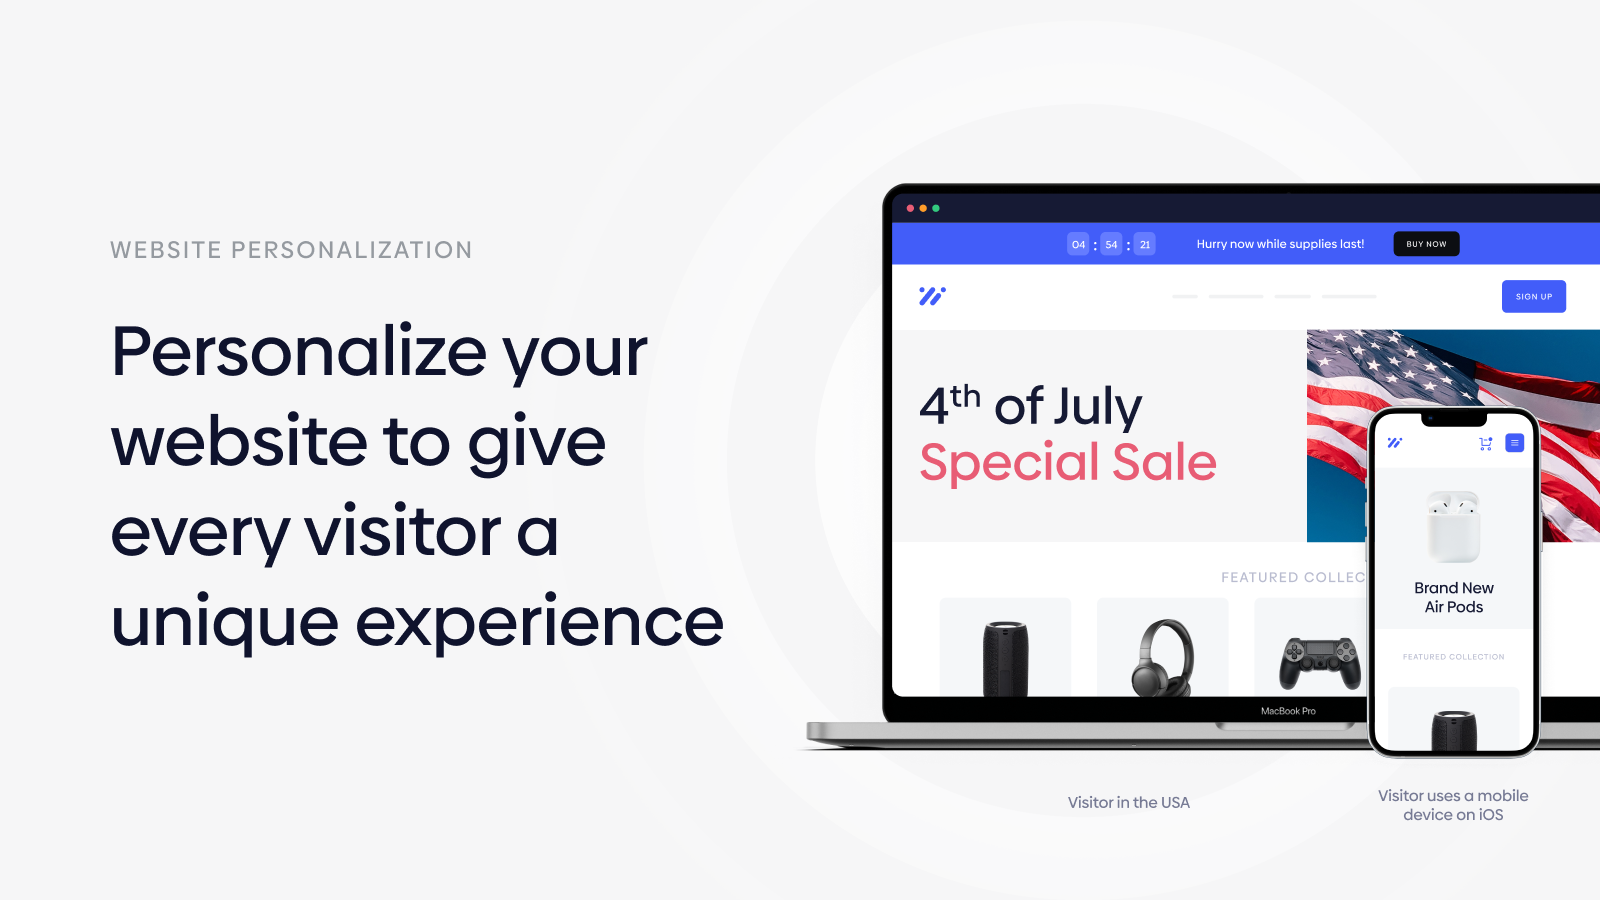 WEBSITE PERSONALIZATION
Personalize your
website to give
every visitor a
unique experience
04 : 54 : 21
Hurry now while supplies last!
BUY NOW
SIGN UP
4th of July
Special Sale
FEATURED COLLEC
MacBook Pro
Brand New
Air Pods
FEATURED COLLECTION
Visitor in the USA
Visitor uses a mobile
device on iOS